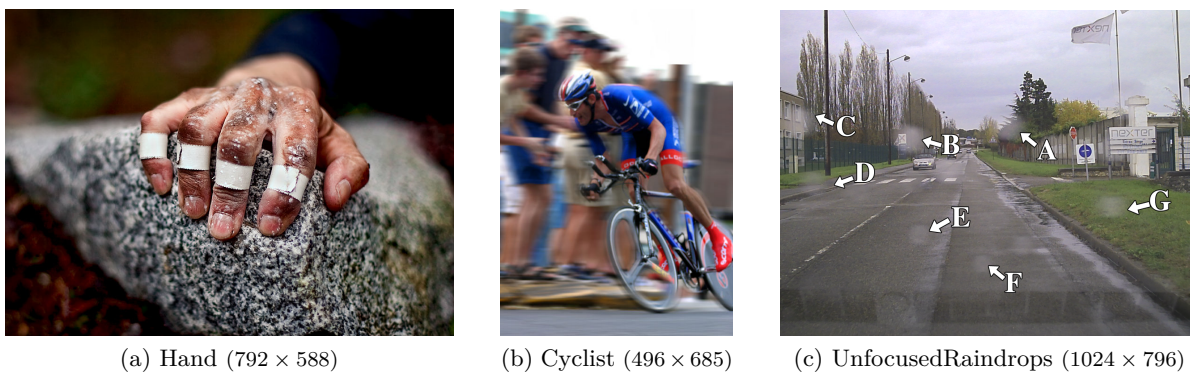 nexter
C
B
A
nexter
D
G
E
F
(a) Hand (792 × 588)
(b) Cyclist (496 × 685)
(c) UnfocusedRaindrops (1024 × 796)